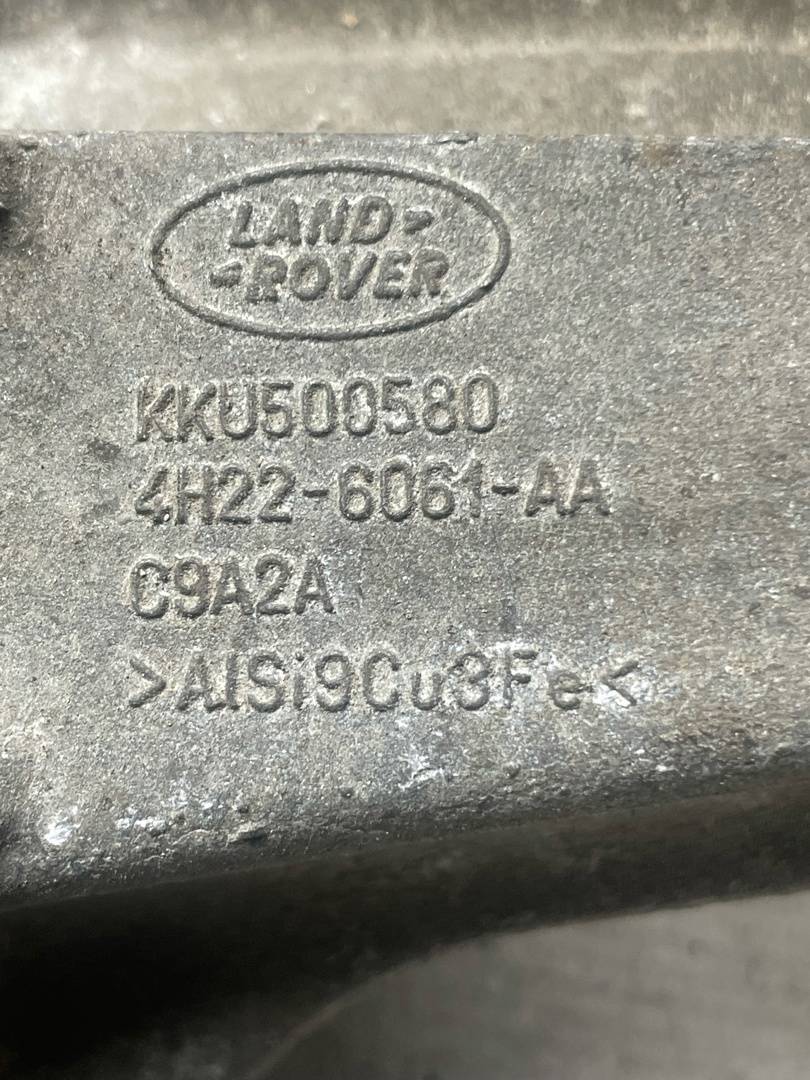 LAND
ROVER
KKU500580
4H22-6061-AA
C9A2A
>AlSi9Cu3Fe<